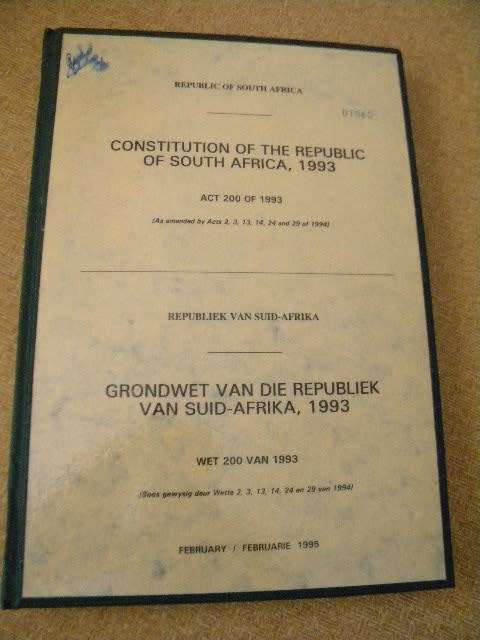 REPUBLIC OF SOUTH AFRICA
01565
CONSTITUTION OF THE REPUBLIC
OF SOUTH AFRICA, 1993
ACT 200 OF 1993
(As amended by Acts 2, 3, 13, 14, 24 and 29 of 1994)
REPUBLIEK VAN SUID-AFRIKA
GRONDWET VAN DIE REPUBLIEK
VAN SUID-AFRIKA, 1993
WET 200 VAN 1993
(Soos gewysig deur Wette 2, 3, 13, 14, 24 en 29 van 1994)
FEBRUARY / FEBRUARIE 1995